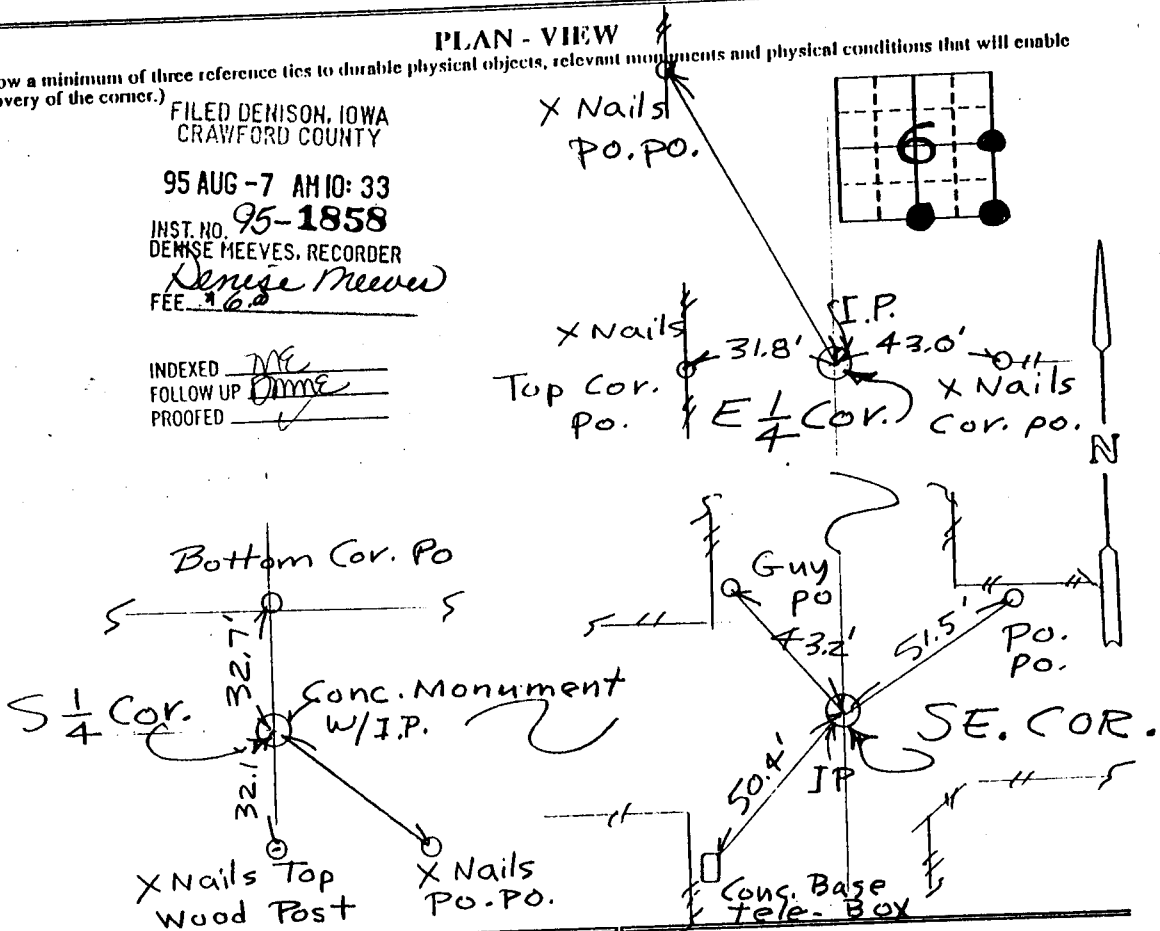 PLAN - VIEW
ow a minimum of three reference ties to durable physical objects, relevant monuments and physical conditions that will enable
overy of the corner.)
FILED DENISON, IOWA
CRAWFORD COUNTY
95 AUG -7 AM 10: 33
INST. NO. 95-1858
DENISE MEEVES, RECORDER
Denise Meeves
FEE $ 6.00
INDEXED
FOLLOW UP
PROOFED
X Nails
PO. PO.
6
I.P.
X Nails
31.8'
43.0'
Top Cor.
Po.
E 1/4 Cor.
X Nails
Cor. po.
N
Bottom Cor. Po
32.7'
S 1/4 Cor.
Conc. Monument
W/I.P.
32.1'
X Nails Top
Wood Post
X Nails
Po. Po.
Guy
po
43.2'
51.5'
Po.
Po.
SE. COR.
50.4'
IP
Conc. Base
Tele- Box